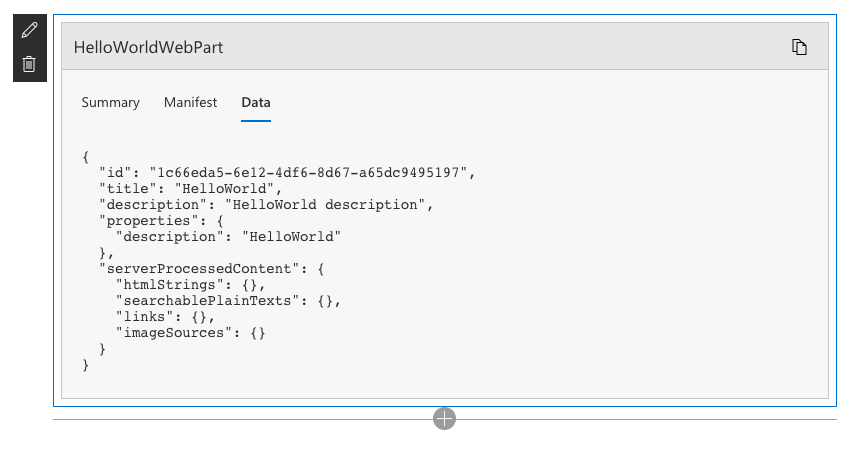 HelloWorldWebPart
Summary Manifest Data
{
  "id": "1c66eda5-6e12-4df6-8d67-a65dc9495197",
  "title": "HelloWorld",
  "description": "HelloWorld description",
  "properties": {
    "description": "HelloWorld"
  },
  "serverProcessedContent": {
    "htmlStrings": {},
    "searchablePlainTexts": {},
    "links": {},
    "imageSources": {}
  }
}